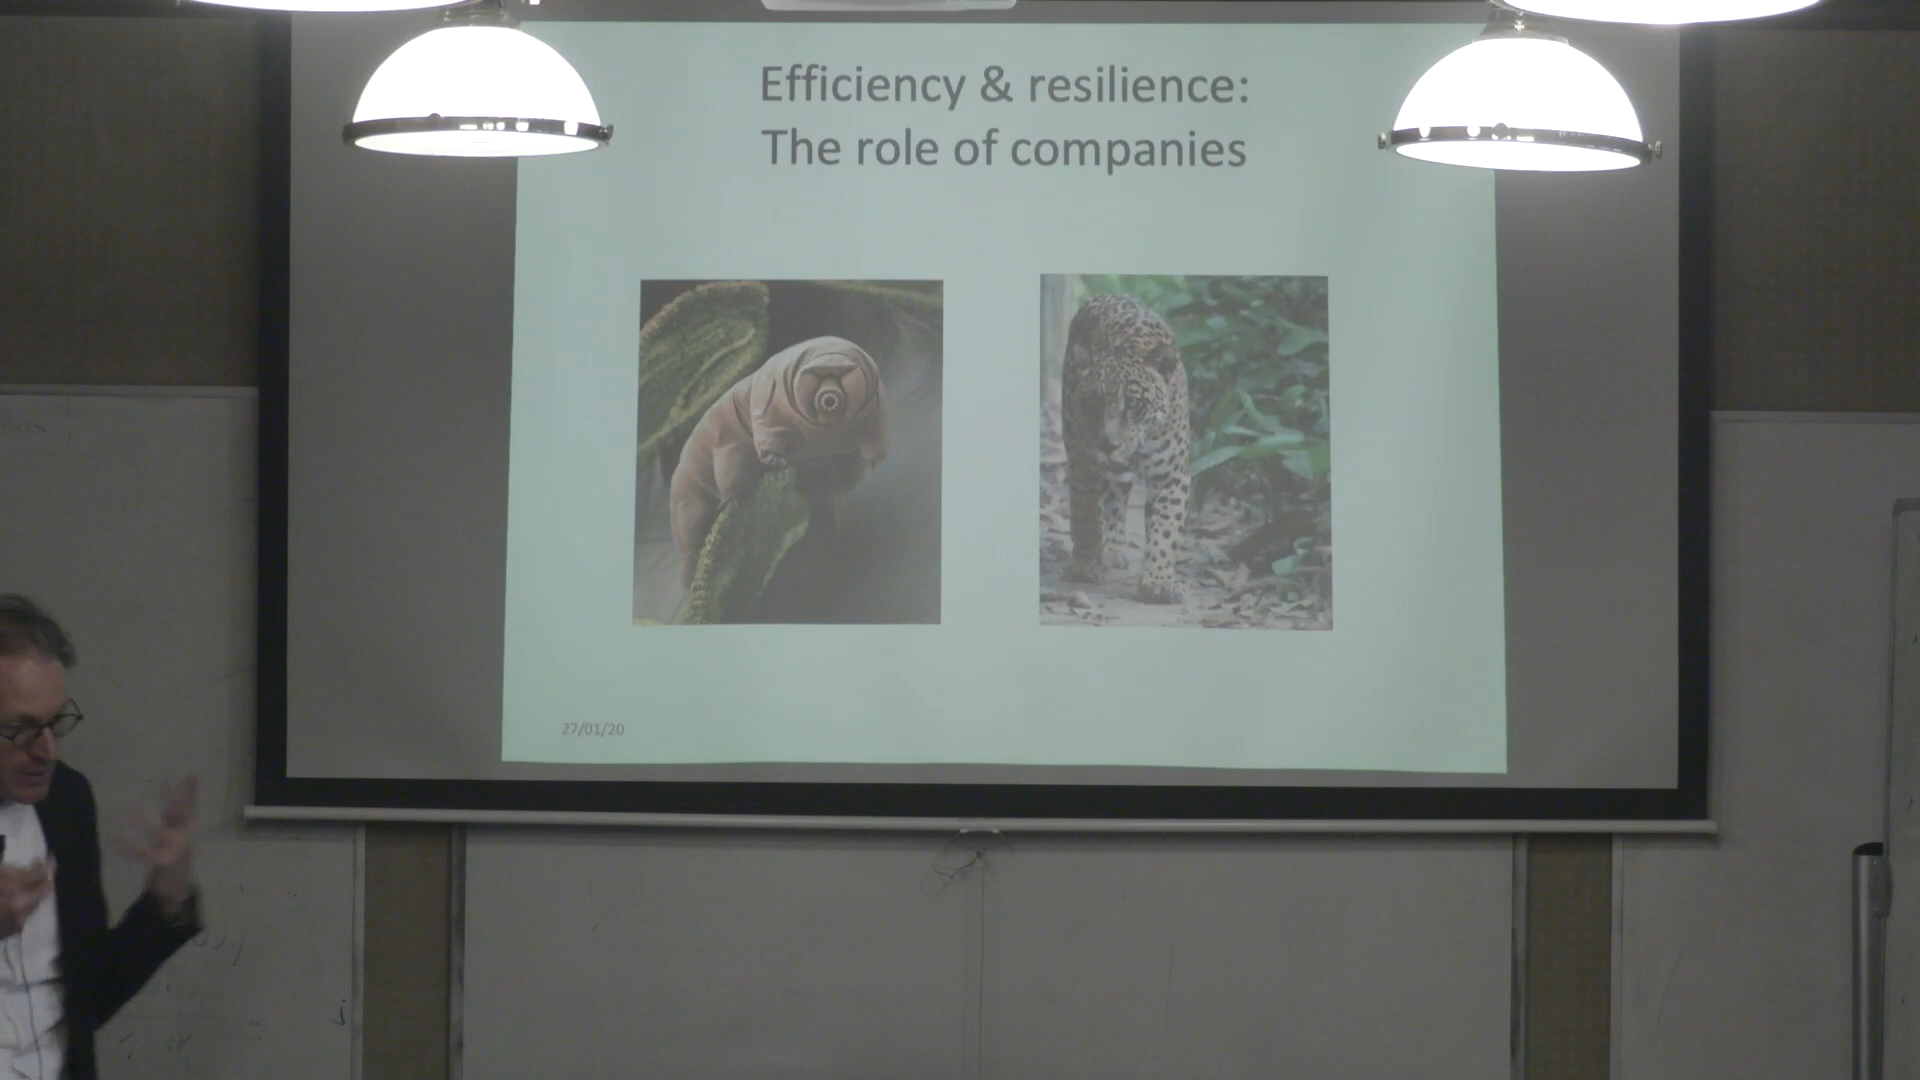 Efficiency & resilience:
The role of companies
27/01/20